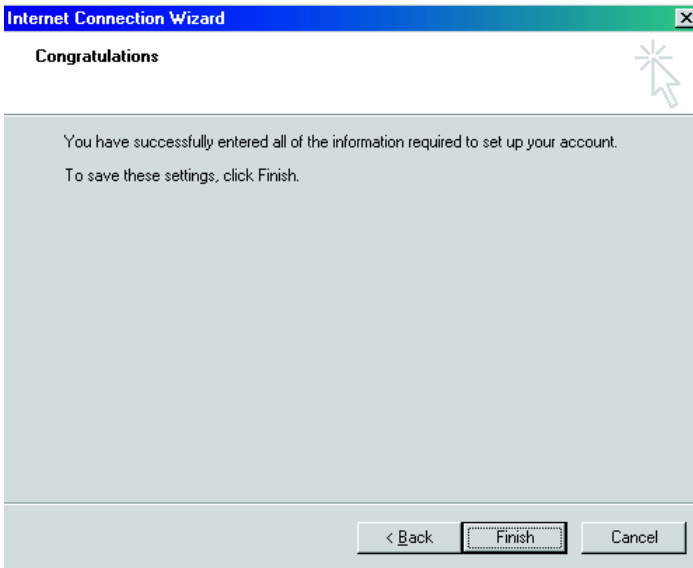 Internet Connection Wizard
Congratulations
You have successfully entered all of the information required to set up your account.
To save these settings, click Finish.
< Back Finish Cancel